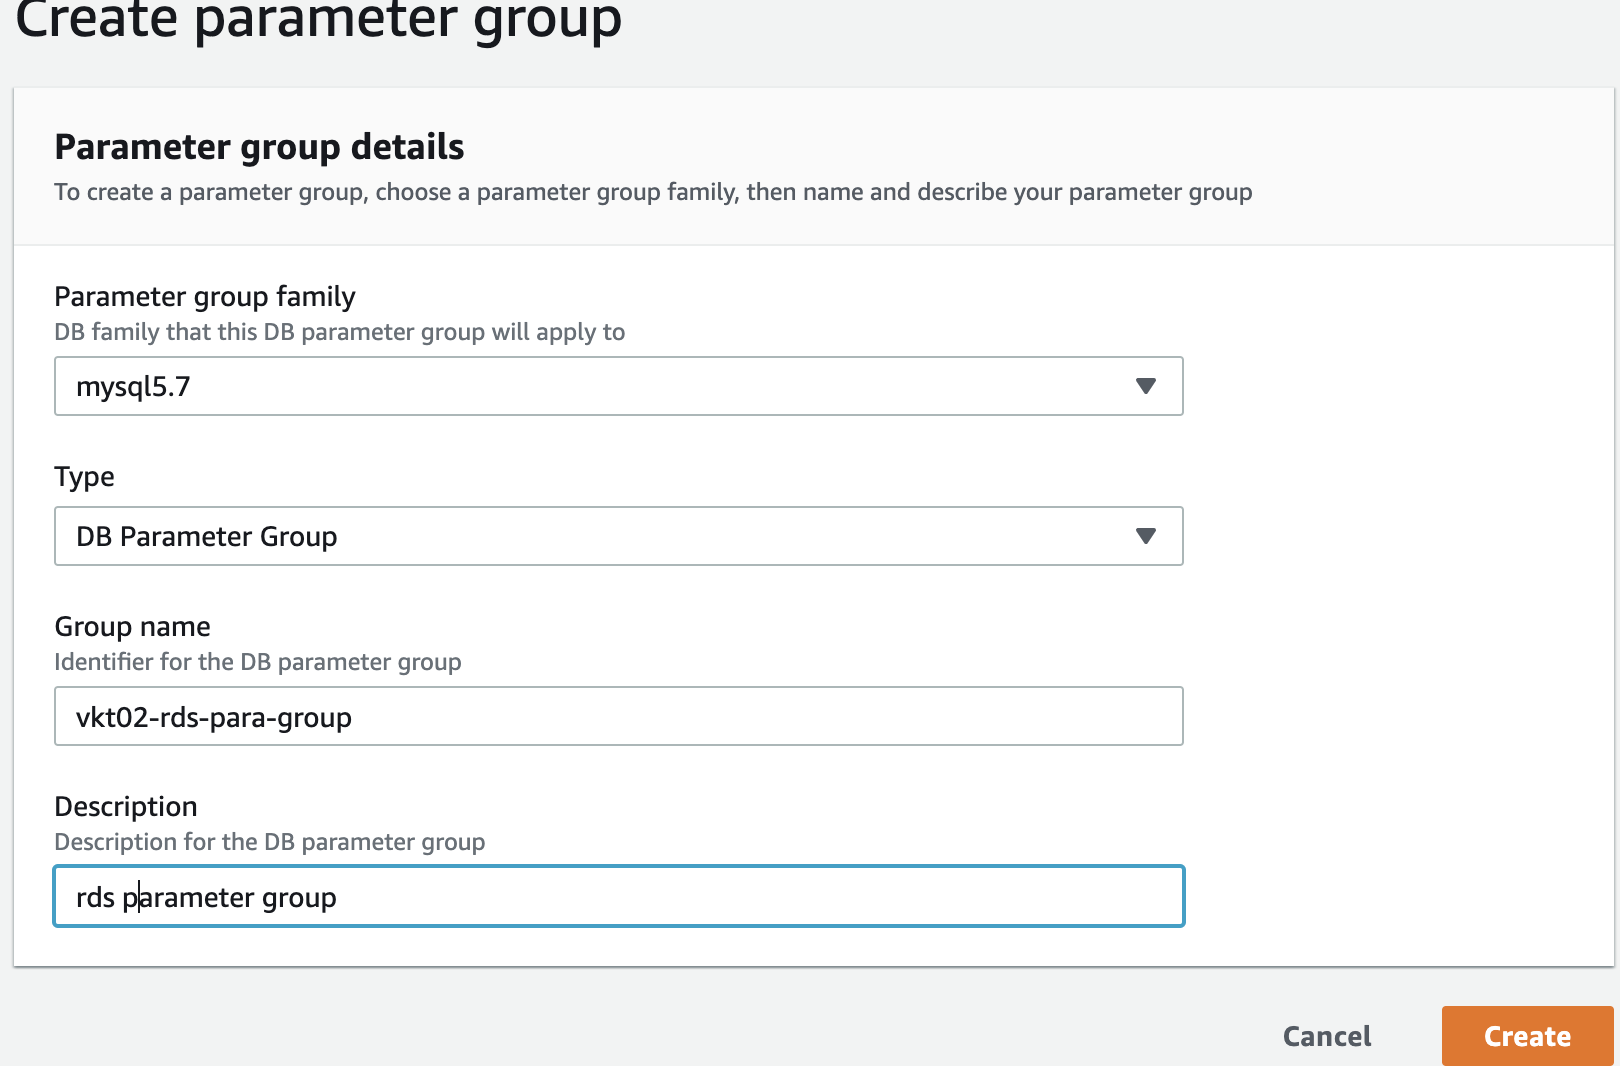 Create parameter group
Parameter group details
To create a parameter group, choose a parameter group family, then name and describe your parameter group
Parameter group family
DB family that this DB parameter group will apply to
mysql5.7
Type
DB Parameter Group
Group name
Identifier for the DB parameter group
vkt02-rds-para-group
Description
Description for the DB parameter group
rds parameter group
Cancel
Create